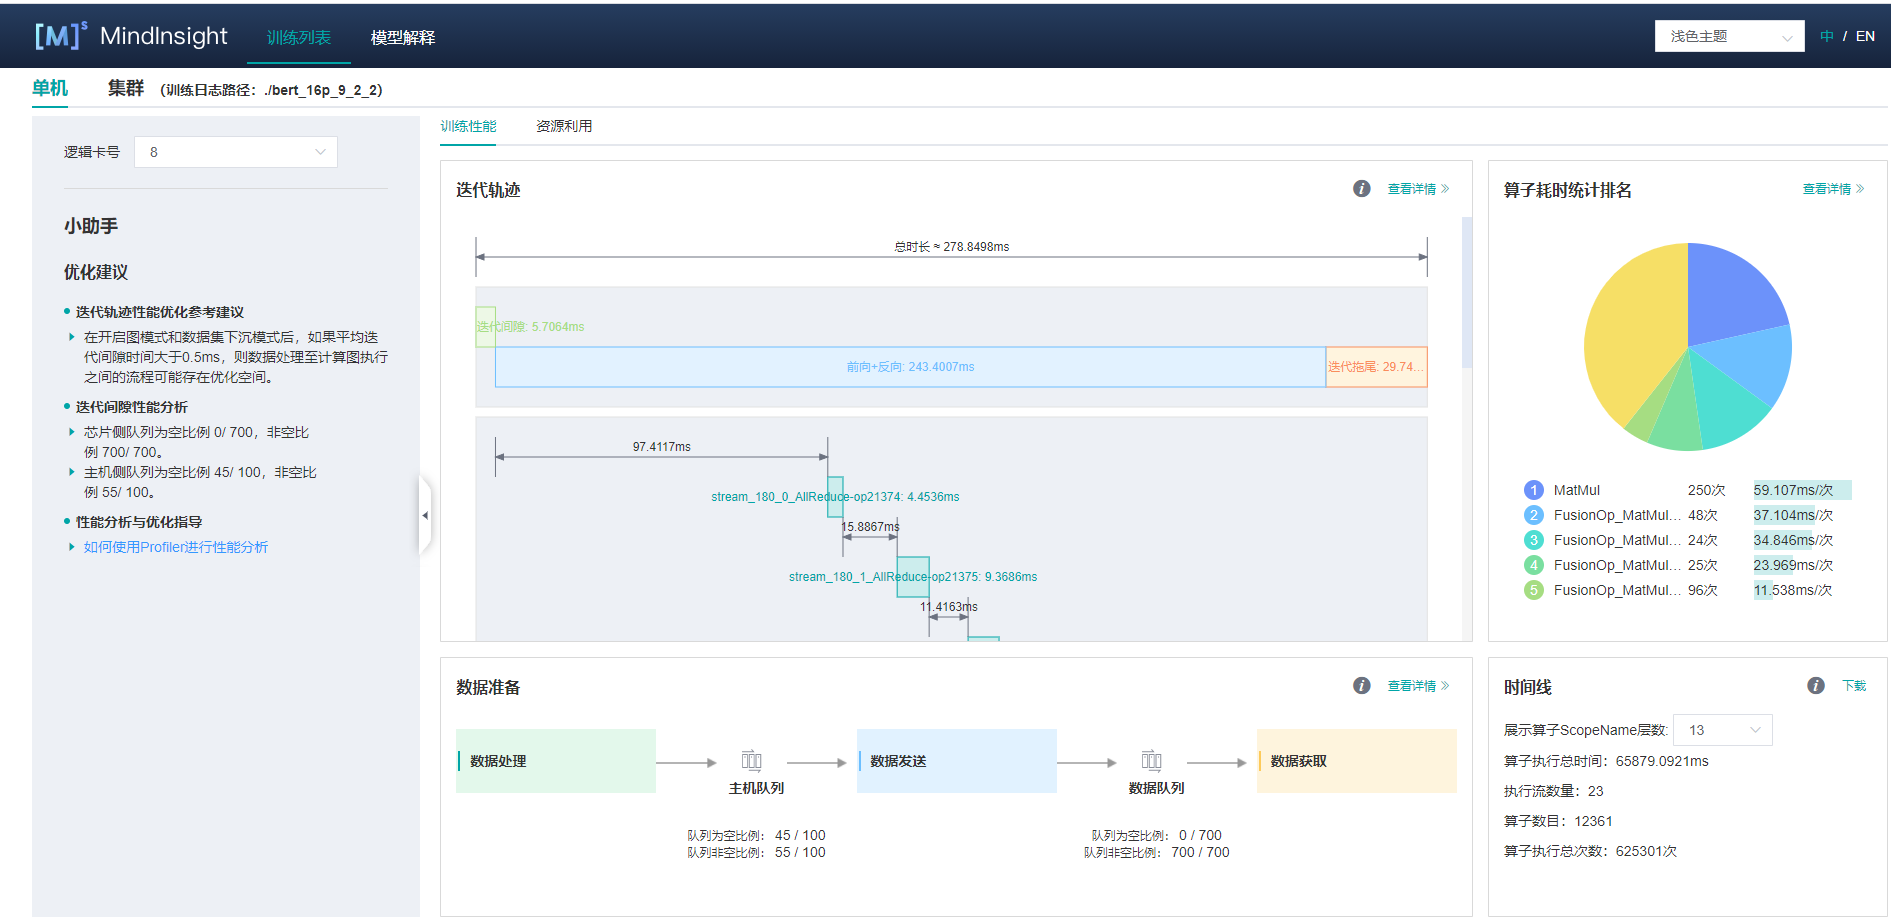 [M]s MindInsight 训练列表 模型解释 浅色主题 中 / EN
单机 集群 (训练日志路径: ./bert_16p_9_2_2)
逻辑卡号 8
小助手
优化建议
迭代轨迹性能优化参考建议
在开启图模式和数据集下沉模式后，如果平均迭
代间隙时间大于0.5ms，则数据处理至计算图执行
之间的流程可能存在优化空间。
迭代间隙性能分析
芯片侧队列为空比例 0/ 700，非空比
例 700/ 700。
主机侧队列为空比例 45/ 100，非空比
例 55/ 100。
性能分析与优化指导
如何使用Profiler进行性能分析
训练性能 资源利用
迭代轨迹 i 查看详情
总时长 ≈ 278.8498ms
迭代间隙: 5.7064ms
前向+反向: 243.4007ms
迭代拖尾: 29.74...
97.4117ms
stream_180_0_AllReduce-op21374: 4.4536ms
15.8867ms
stream_180_1_AllReduce-op21375: 9.3686ms
11.4163ms
算子耗时统计排名 查看详情
1 MatMul 250次 59.107ms/次
2 FusionOp_MatMul... 48次 37.104ms/次
3 FusionOp_MatMul... 24次 34.846ms/次
4 FusionOp_MatMul... 25次 23.969ms/次
5 FusionOp_MatMul... 96次 11.538ms/次
数据准备 i 查看详情
数据处理 主机队列 数据发送 数据队列 数据获取
队列为空比例: 45 / 100
队列非空比例: 55 / 100
队列为空比例: 0 / 700
队列非空比例: 700 / 700
时间线 i 下载
展示算子ScopeName层数: 13
算子执行总时间: 65879.0921ms
执行流数量: 23
算子数目: 12361
算子执行总次数: 625301次